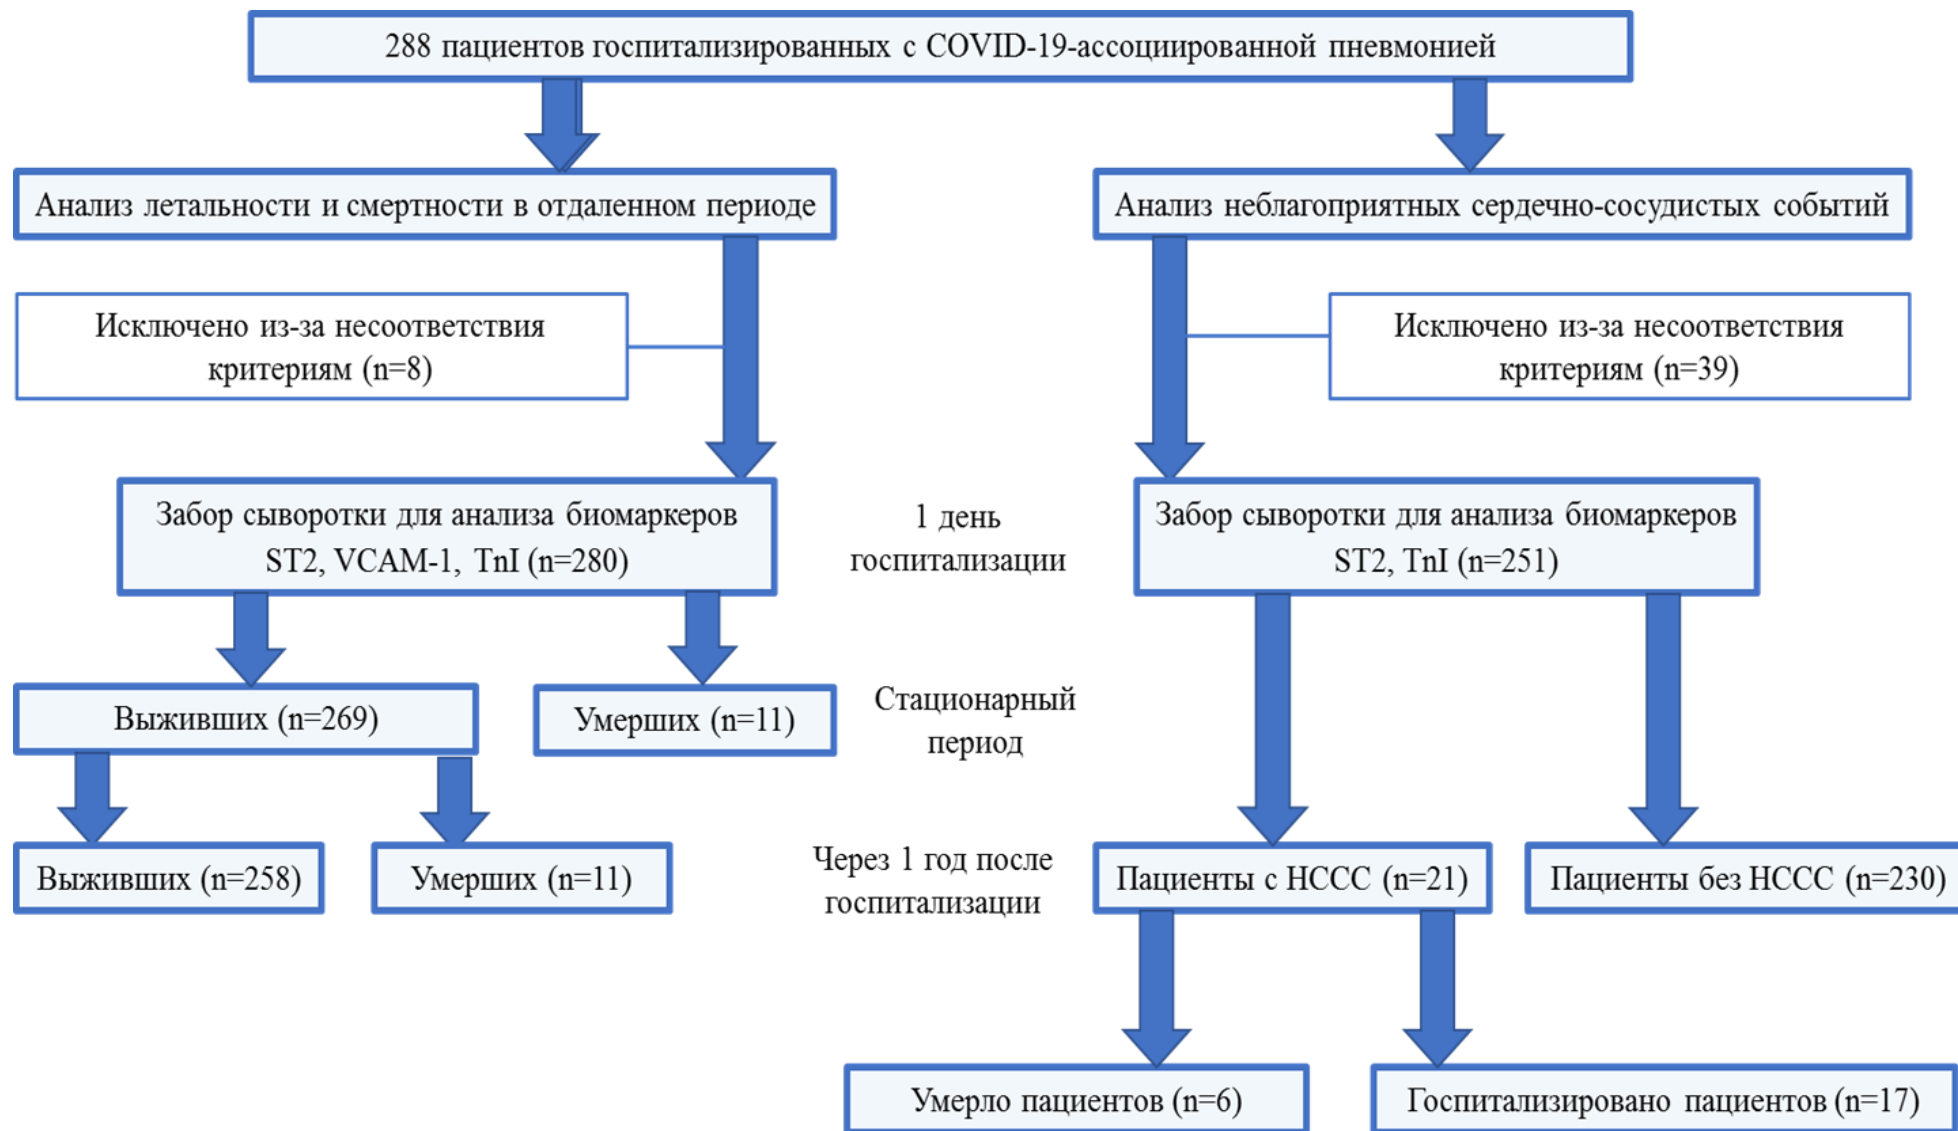 288 пациентов госпитализированных с COVID-19-ассоциированной пневмонией
Анализ летальности и смертности в отдаленном периоде
Анализ неблагоприятных сердечно-сосудистых событий
Исключено из-за несоответствия
критериям (n=8)
Исключено из-за несоответствия
критериям (n=39)
Забор сыворотки для анализа биомаркеров
ST2, VCAM-1, TnI (n=280)
1 день
госпитализации
Забор сыворотки для анализа биомаркеров
ST2, TnI (n=251)
Выживших (n=269)
Умерших (n=11)
Стационарный
период
Выживших (n=258)
Умерших (n=11)
Через 1 год после
госпитализации
Пациенты с НССС (n=21)
Пациенты без НССС (n=230)
Умерло пациентов (n=6)
Госпитализировано пациентов (n=17)